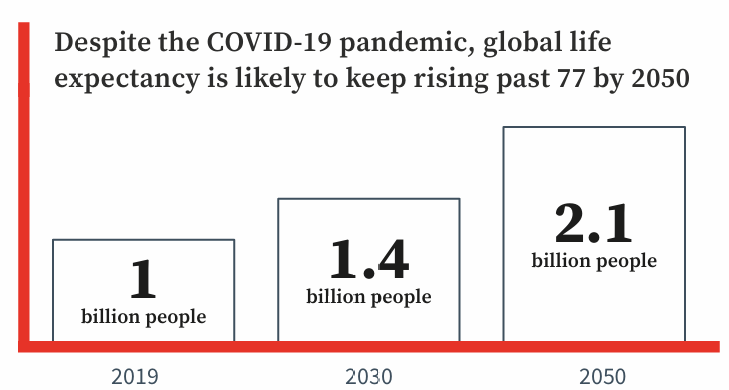 Despite the COVID-19 pandemic, global life
expectancy is likely to keep rising past 77 by 2050
1
billion people
1.4
billion people
2.1
billion people
2019
2030
2050